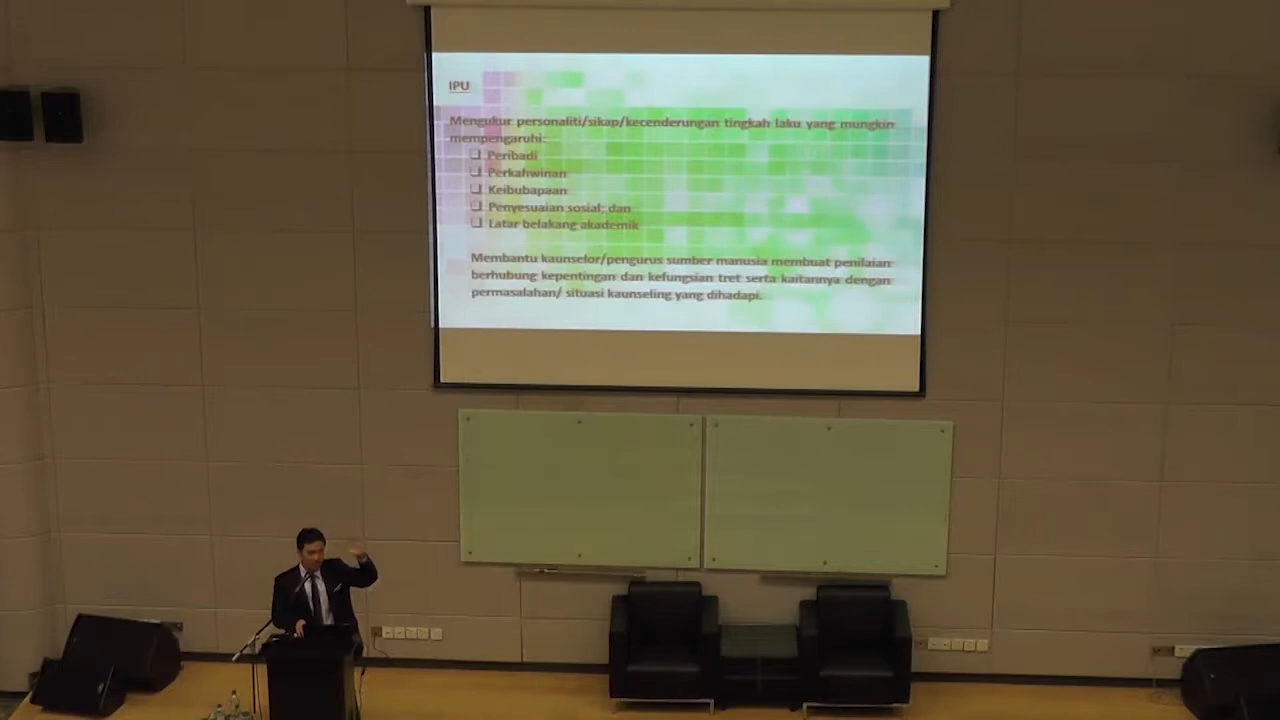 IPU
Mengukur personaliti/sikap/kecenderungan tingkah laku yang mungkin
mempengaruhi:
❑ Peribadi
❑ Perkahwinan
❑ Keibubapaan
❑ Penyesuaian sosial; dan
❑ Latar belakang akademik
Membantu kaunselor/pengurus sumber manusia membuat penilaian
berhubung kepentingan dan kefungsian tret serta kaitannya dengan
permasalahan/ situasi kaunseling yang dihadapi.